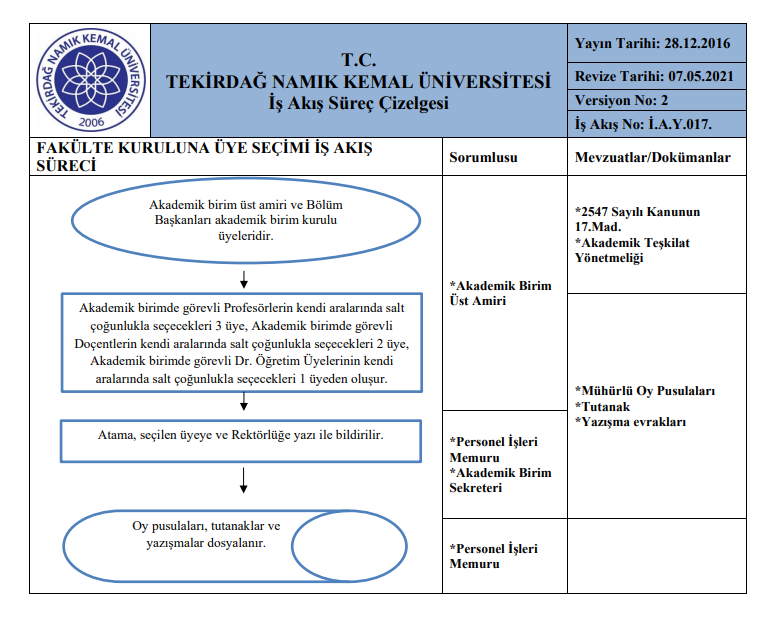 TEKİRDAĞ NAMIK KEMAL ÜNİVERSİTESİ
2006
T.C.
TEKİRDAĞ NAMIK KEMAL ÜNİVERSİTESİ
İş Akış Süreç Çizelgesi
Yayın Tarihi: 28.12.2016
Revize Tarihi: 07.05.2021
Versiyon No: 2
İş Akış No: İ.A.Y.017.
FAKÜLTE KURULUNA ÜYE SEÇİMİ İŞ AKIŞ
SÜRECİ
Sorumlusu
Mevzuatlar/Dokümanlar
Akademik birim üst amiri ve Bölüm
Başkanları akademik birim kurulu
üyeleridir.
*2547 Sayılı Kanunun
17.Mad.
*Akademik Teşkilat
Yönetmeliği
*Akademik Birim
Üst Amiri
Akademik birimde görevli Profesörlerin kendi aralarında salt
çoğunlukla seçecekleri 3 üye, Akademik birimde görevli
Doçentlerin kendi aralarında salt çoğunlukla seçecekleri 2 üye,
Akademik birimde görevli Dr. Öğretim Üyelerinin kendi
aralarında salt çoğunlukla seçecekleri 1 üyeden oluşur.
*Mühürlü Oy Pusulaları
*Tutanak
*Yazışma evrakları
Atama, seçilen üyeye ve Rektörlüğe yazı ile bildirilir.
*Personel İşleri
Memuru
*Akademik Birim
Sekreteri
Oy pusulaları, tutanaklar ve
yazışmalar dosyalanır.
*Personel İşleri
Memuru